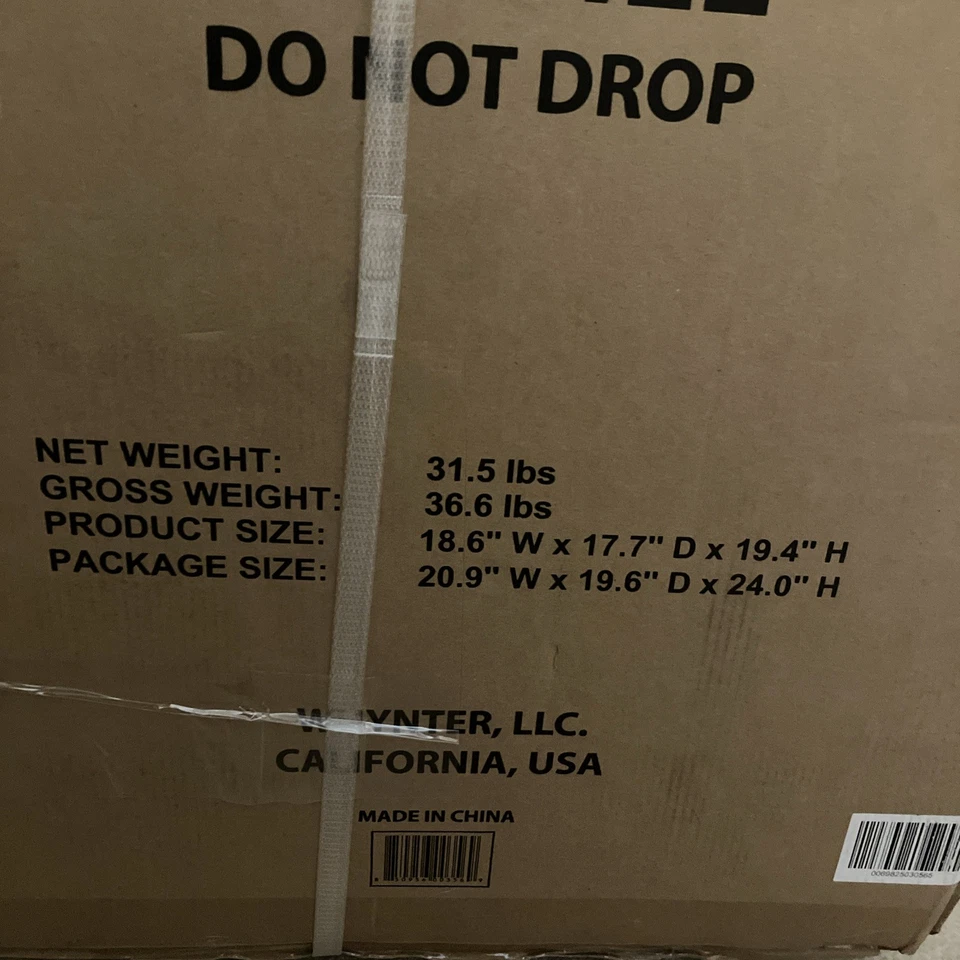 DO NOT DROP
NET WEIGHT: 31.5 lbs
GROSS WEIGHT: 36.6 lbs
PRODUCT SIZE: 18.6" W x 17.7" D x 19.4" H
PACKAGE SIZE: 20.9" W x 19.6" D x 24.0" H
WHYNTER, LLC.
CALIFORNIA, USA
MADE IN CHINA